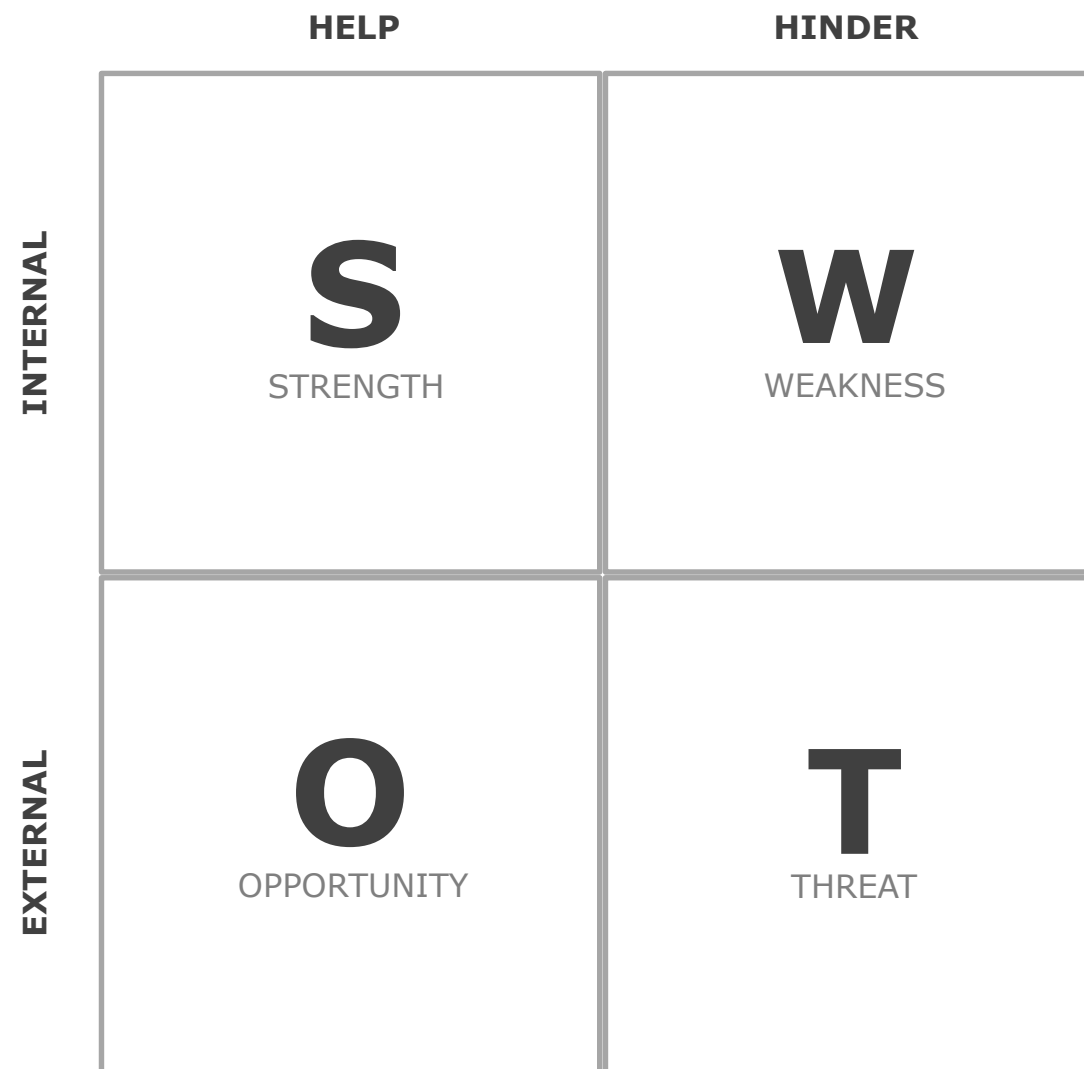 HELP
HINDER
INTERNAL
S
STRENGTH
W
WEAKNESS
EXTERNAL
O
OPPORTUNITY
T
THREAT